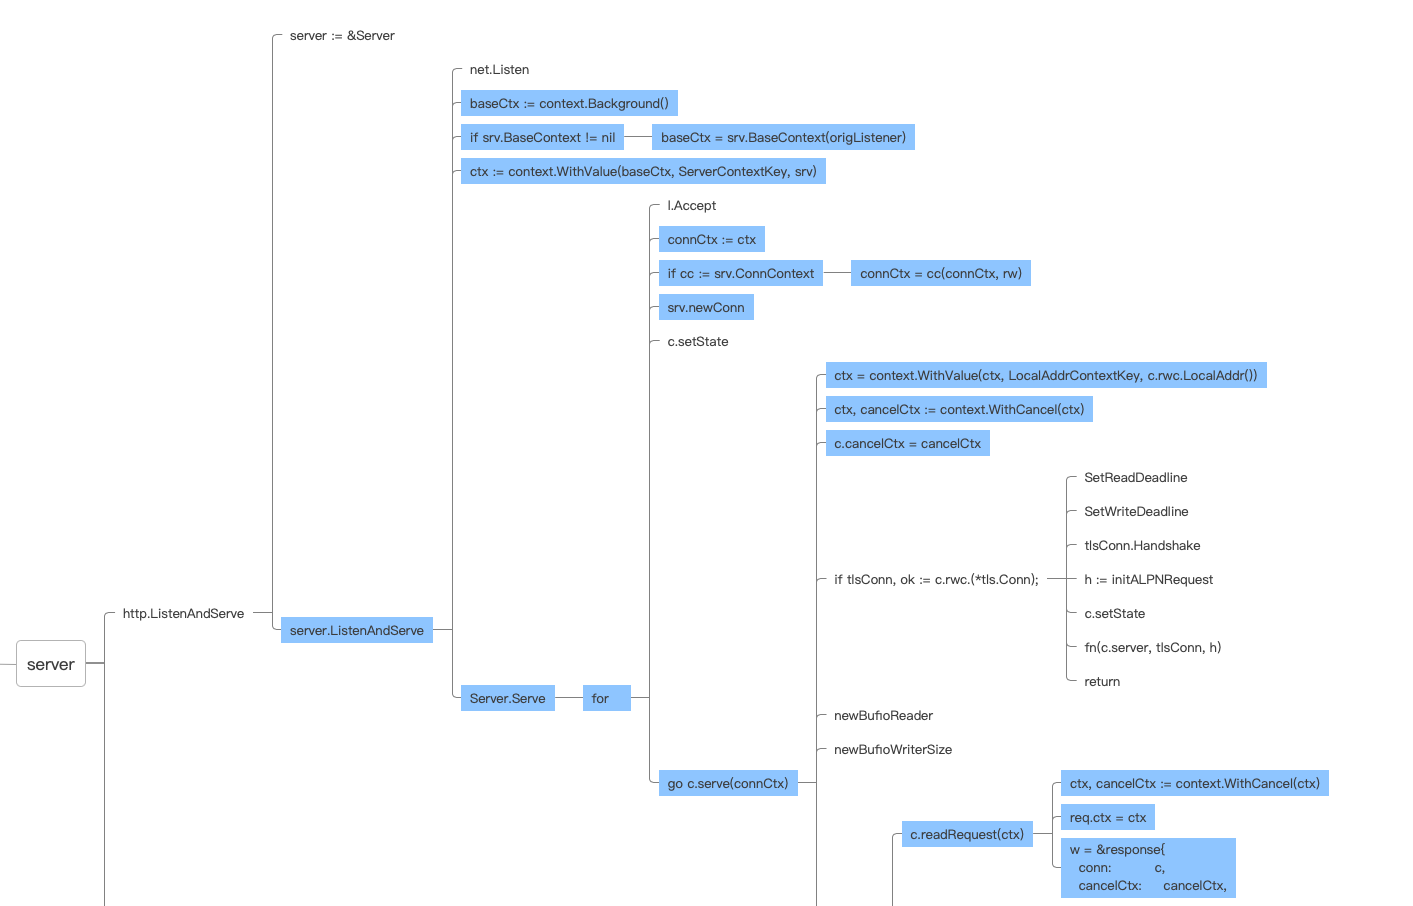 server := &Server
net.Listen
baseCtx := context.Background()
if srv.BaseContext != nil
baseCtx = srv.BaseContext(origListener)
ctx := context.WithValue(baseCtx, ServerContextKey, srv)
l.Accept
connCtx := ctx
if cc := srv.ConnContext
connCtx = cc(connCtx, rw)
srv.newConn
c.setState
ctx = context.WithValue(ctx, LocalAddrContextKey, c.rwc.LocalAddr())
ctx, cancelCtx := context.WithCancel(ctx)
c.cancelCtx = cancelCtx
SetReadDeadline
SetWriteDeadline
tlsConn.Handshake
if tlsConn, ok := c.rwc.(*tls.Conn);
h := initALPNRequest
c.setState
fn(c.server, tlsConn, h)
return
http.ListenAndServe
server.ListenAndServe
server
Server.Serve
for
newBufioReader
newBufioWriterSize
go c.serve(connCtx)
ctx, cancelCtx := context.WithCancel(ctx)
c.readRequest(ctx)
req.ctx = ctx
w = &response{
conn: c,
cancelCtx: cancelCtx,